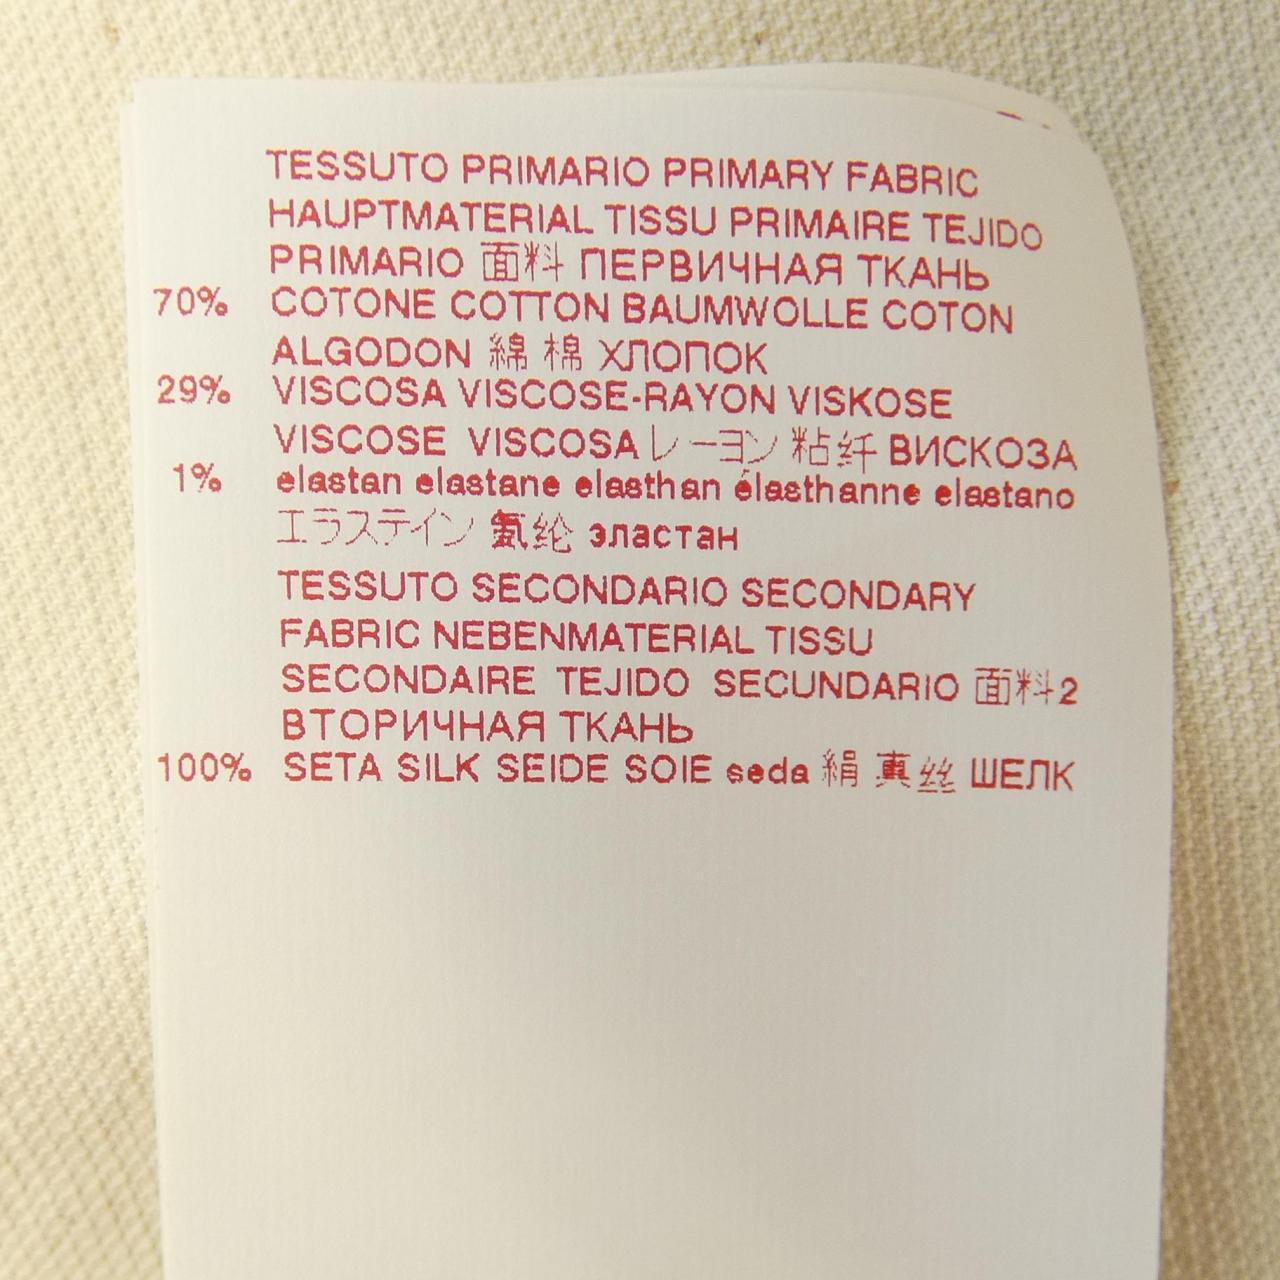 TESSUTO PRIMARIO PRIMARY FABRIC
HAUPTMATERIAL TISSU PRIMAIRE TEJIDO
PRIMARIO 面料 ПЕРВИЧНАЯ ТКАНЬ
70% COTONE COTTON BAUMWOLLE COTON
ALGODON 綿 棉 ХЛОПОК
29% VISCOSA VISCOSE-RAYON VISKOSE
VISCOSE VISCOSA レーヨン 粘纤 ВИСКОЗА
1% elastan elastane elasthan élasthanne elastano
エラステイン 氨纶 эластан
TESSUTO SECONDARIO SECONDARY
FABRIC NEBENMATERIAL TISSU
SECONDAIRE TEJIDO SECUNDARIO 面料2
ВТОРИЧНАЯ ТКАНЬ
100% SETA SILK SEIDE SOIE seda 絹 真丝 ШЕЛК